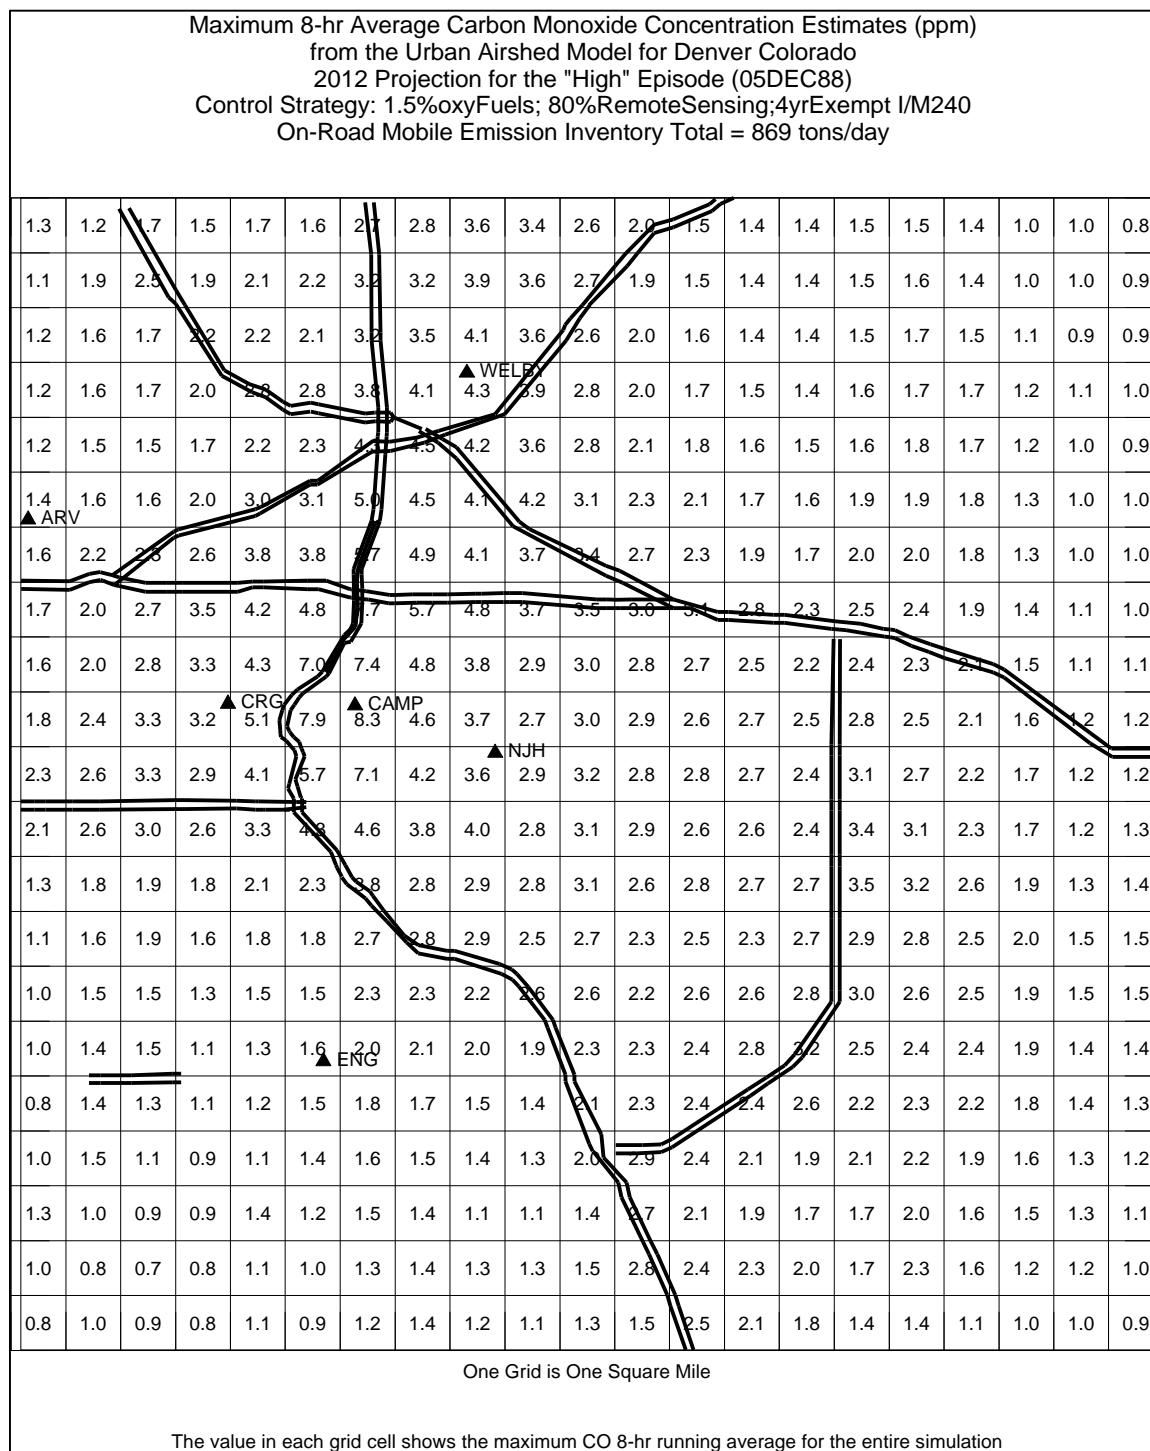 Maximum 8-hr Average Carbon Monoxide Concentration Estimates (ppm)
from the Urban Airshed Model for Denver Colorado
2012 Projection for the "High" Episode (05DEC88)
Control Strategy: 1.5%oxyFuels; 80%RemoteSensing;4yrExempt I/M240
On-Road Mobile Emission Inventory Total = 869 tons/day
1.3 1.2 1.7 1.5 1.7 1.6 2.7 2.8 3.6 3.4 2.6 2.0 1.5 1.4 1.4 1.5 1.5 1.4 1.0 1.0 0.8
1.1 1.9 2.5 1.9 2.1 2.2 3.2 3.2 3.9 3.6 2.7 1.9 1.5 1.4 1.4 1.5 1.6 1.4 1.0 1.0 0.9
1.2 1.6 1.7 2.2 2.2 2.1 3.2 3.5 4.1 3.6 2.6 2.0 1.6 1.4 1.4 1.5 1.7 1.5 1.1 0.9 0.9
WELBY
1.2 1.6 1.7 2.0 2.8 2.8 3.8 4.1 4.3 3.9 2.8 2.0 1.7 1.5 1.4 1.6 1.7 1.7 1.2 1.1 1.0
1.2 1.5 1.5 1.7 2.2 2.3 4.3 4.5 4.2 3.6 2.8 2.1 1.8 1.6 1.5 1.6 1.8 1.7 1.2 1.0 0.9
1.4 1.6 1.6 2.0 3.0 3.1 5.0 4.5 4.1 4.2 3.1 2.3 2.1 1.7 1.6 1.9 1.9 1.8 1.3 1.0 1.0
ARV
1.6 2.2 2.6 3.8 3.8 4.9 4.1 3.7 3.4 2.7 2.3 1.9 1.7 2.0 2.0 1.8 1.3 1.0 1.0
1.7 2.0 2.7 3.5 4.2 4.8 5.7 4.8 3.7 3.5 3.0 3.1 2.8 2.3 2.5 2.4 1.9 1.4 1.1 1.0
1.6 2.0 2.8 3.3 4.3 7.0 7.4 4.8 3.8 2.9 3.0 2.8 2.7 2.5 2.2 2.4 2.3 2.1 1.5 1.1 1.1
CRG CAMP
1.8 2.4 3.3 3.2 5.1 7.9 8.3 4.6 3.7 2.7 3.0 2.9 2.6 2.7 2.5 2.8 2.5 2.1 1.6 1.2 1.2
NJH
2.3 2.6 3.3 2.9 4.1 5.7 7.1 4.2 3.6 2.9 3.2 2.8 2.8 2.7 2.4 3.1 2.7 2.2 1.7 1.2 1.2
2.1 2.6 3.0 2.6 3.3 4.3 4.6 3.8 4.0 2.8 3.1 2.9 2.6 2.6 2.4 3.4 3.1 2.3 1.7 1.2 1.3
1.3 1.8 1.9 1.8 2.1 2.3 3.8 2.8 2.9 2.8 3.1 2.6 2.8 2.7 2.7 3.5 3.2 2.6 1.9 1.3 1.4
1.1 1.6 1.9 1.6 1.8 1.8 2.7 2.8 2.9 2.5 2.7 2.3 2.5 2.3 2.7 2.9 2.8 2.5 2.0 1.5 1.5
1.0 1.5 1.5 1.3 1.5 1.5 2.3 2.3 2.2 2.6 2.6 2.2 2.6 2.6 2.8 3.0 2.6 2.5 1.9 1.5 1.5
1.0 1.4 1.5 1.1 1.3 1.6 2.0 2.1 2.0 1.9 2.3 2.3 2.4 2.8 3.2 2.5 2.4 2.4 1.9 1.4 1.4
ENG
0.8 1.4 1.3 1.1 1.2 1.5 1.8 1.7 1.5 1.4 2.1 2.3 2.4 2.4 2.6 2.2 2.3 2.2 1.8 1.4 1.3
1.0 1.5 1.1 0.9 1.1 1.4 1.6 1.5 1.4 1.3 2.0 2.9 2.4 2.1 1.9 2.1 2.2 1.9 1.6 1.3 1.2
1.3 1.0 0.9 0.9 1.4 1.2 1.5 1.4 1.1 1.1 1.4 2.7 2.1 1.9 1.7 1.7 2.0 1.6 1.5 1.3 1.1
1.0 0.8 0.7 0.8 1.1 1.0 1.3 1.4 1.3 1.3 1.5 2.8 2.4 2.3 2.0 1.7 2.3 1.6 1.2 1.2 1.0
0.8 1.0 0.9 0.8 1.1 0.9 1.2 1.4 1.2 1.1 1.3 1.5 2.5 2.1 1.8 1.4 1.4 1.1 1.0 1.0 0.9
One Grid is One Square Mile
The value in each grid cell shows the maximum CO 8-hr running average for the entire simulation